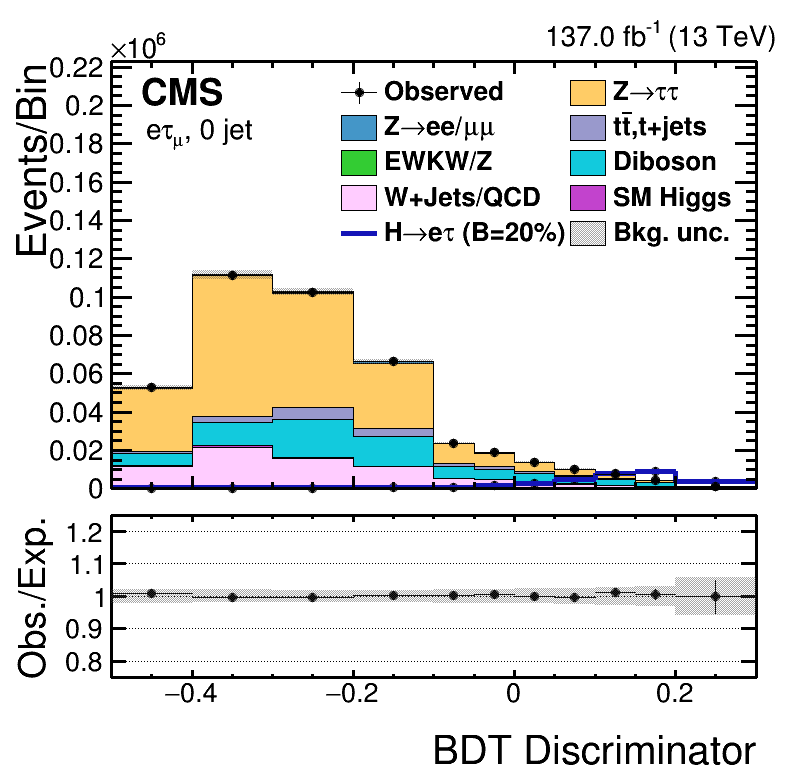 137.0 fb⁻¹ (13 TeV)
×10⁶
CMS
eτμ, 0 jet
Observed
Z→ττ
Z→ee/μμ
tt̄,t+jets
EWKW/Z
Diboson
W+Jets/QCD
SM Higgs
H→eτ (B=20%)
Bkg. unc.
Events/Bin
0.22
0.2
0.18
0.16
0.14
0.12
0.1
0.08
0.06
0.04
0.02
0
Obs./Exp.
1.2
1.1
1
0.9
0.8
−0.4 −0.2 0 0.2
BDT Discriminator